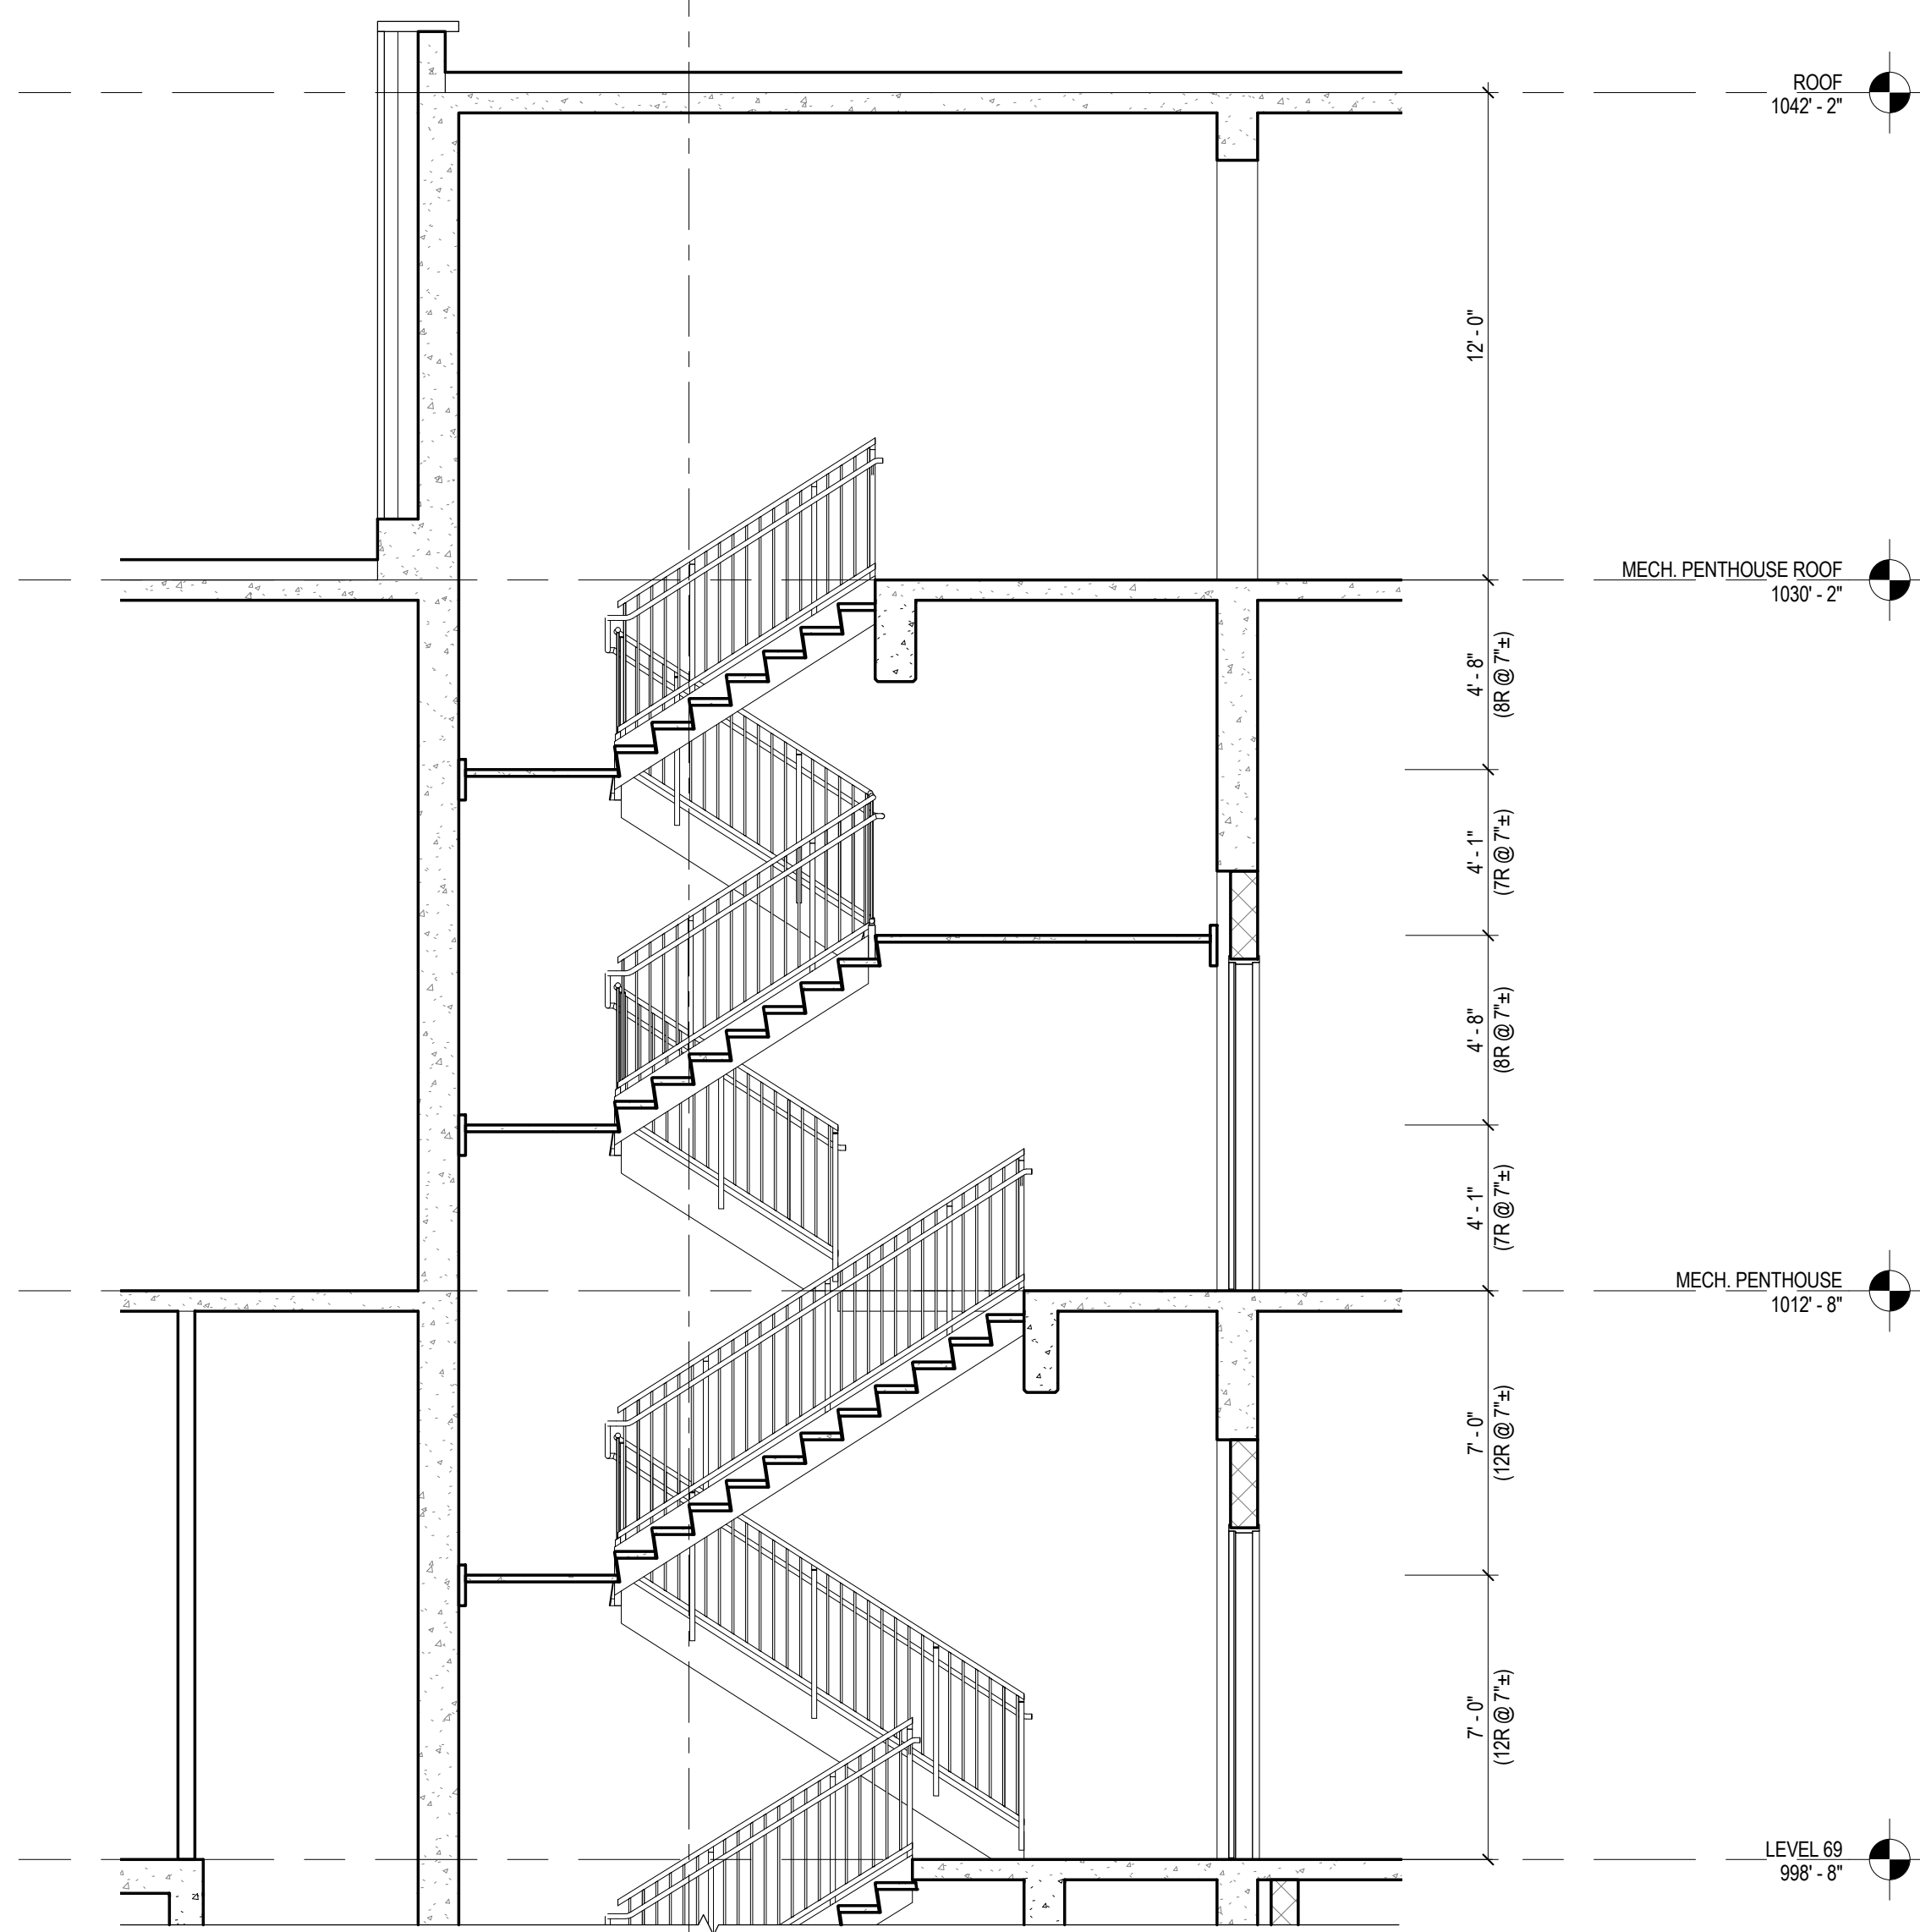 ROOF
1042' - 2"
12' - 0"
MECH. PENTHOUSE ROOF
1030' - 2"
4' - 8"
(8R @ 7"±)
4' - 1"
(7R @ 7"±)
4' - 8"
(8R @ 7"±)
4' - 1"
(7R @ 7"±)
MECH. PENTHOUSE
1012' - 8"
7' - 0"
(12R @ 7"±)
7' - 0"
(12R @ 7"±)
LEVEL 69
998' - 8"